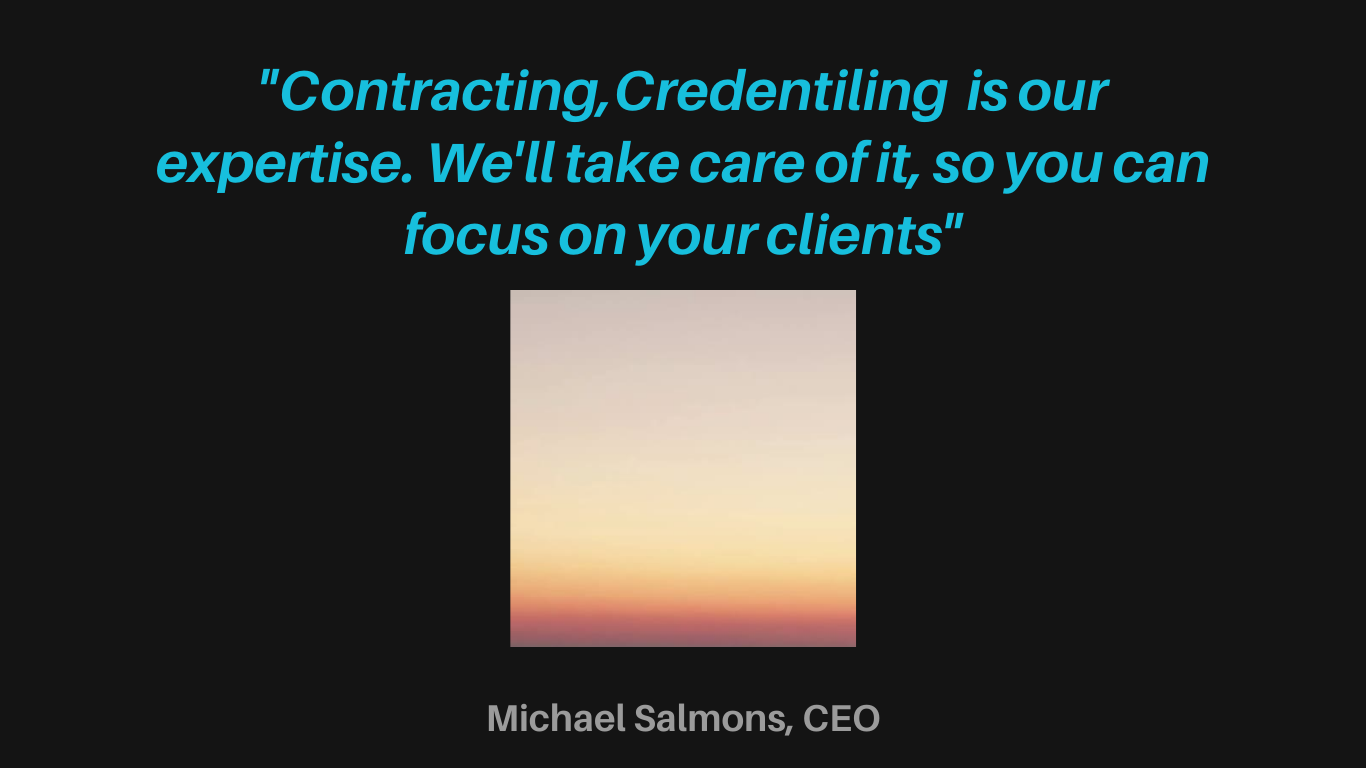 "Contracting,Credentiling is our
expertise. We'll take care of it, so you can
focus on your clients"
Michael Salmons, CEO